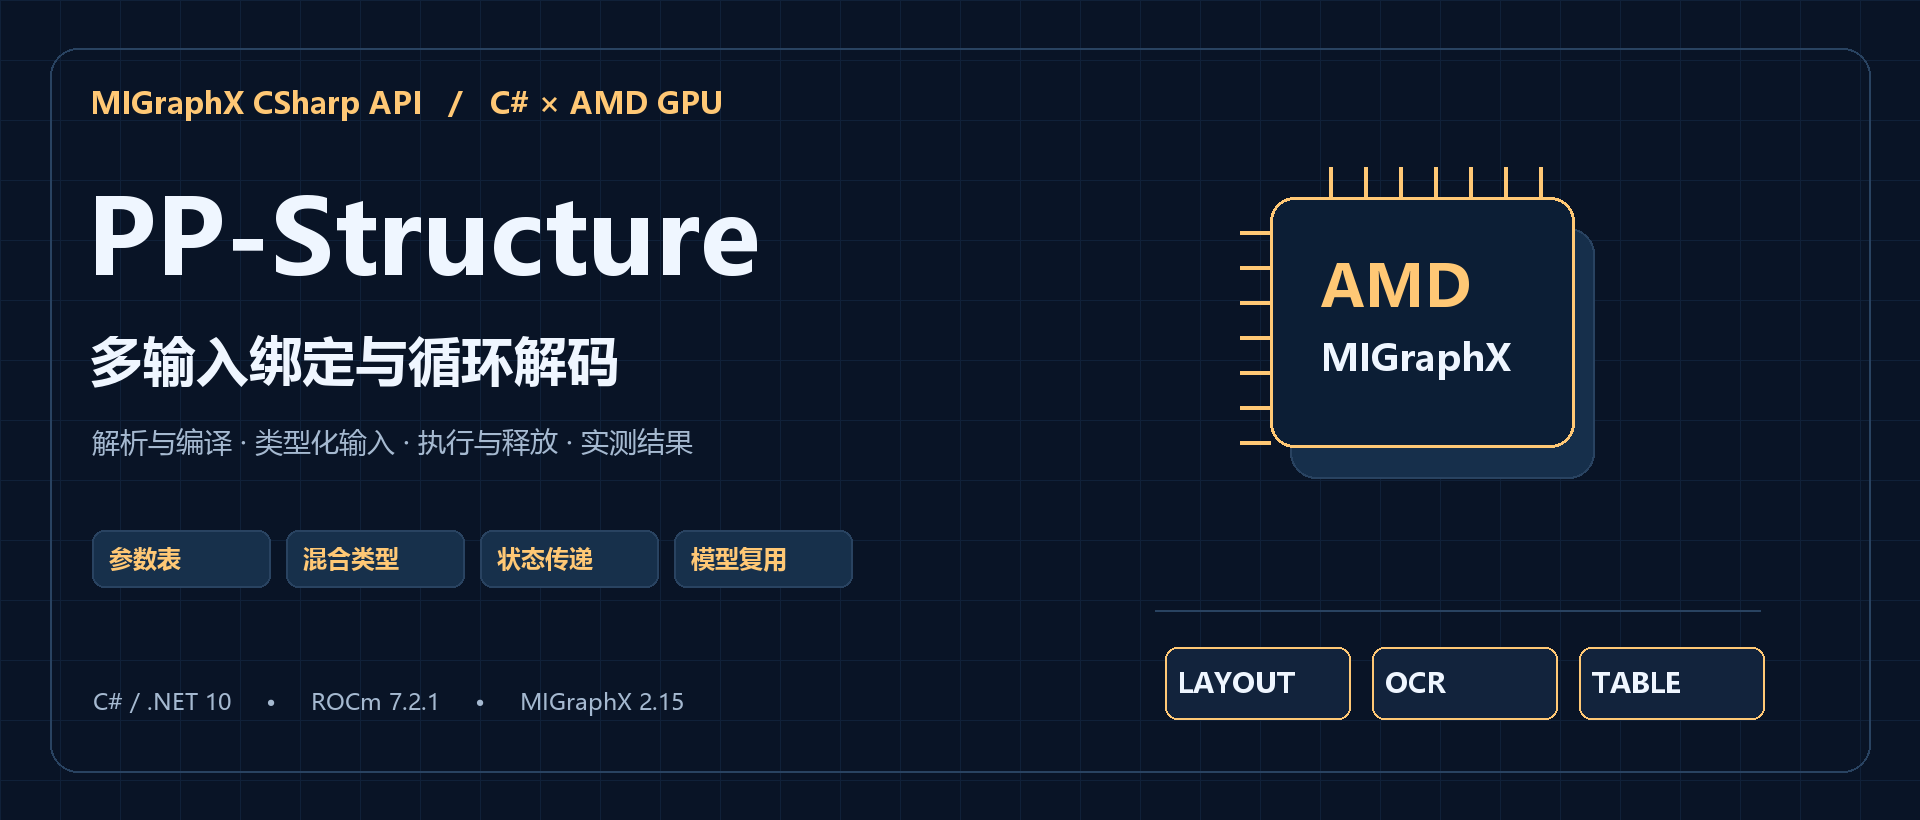 MIGraphX CSharp API / C# × AMD GPU
PP-Structure
多输入绑定与循环解码
解析与编译 · 类型化输入 · 执行与释放 · 实测结果
参数表 混合类型 状态传递 模型复用
C# / .NET 10 • ROCm 7.2.1 • MIGraphX 2.15
AMD
MIGraphX
LAYOUT OCR TABLE